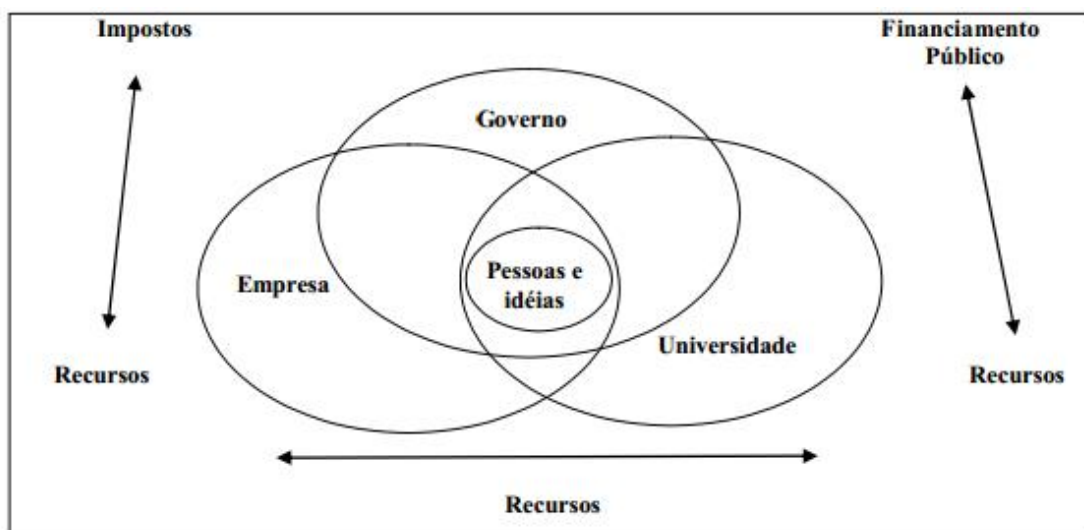 Impostos
Financiamento
Público
Governo
Empresa
Pessoas e
idéias
Universidade
Recursos
Recursos
Recursos